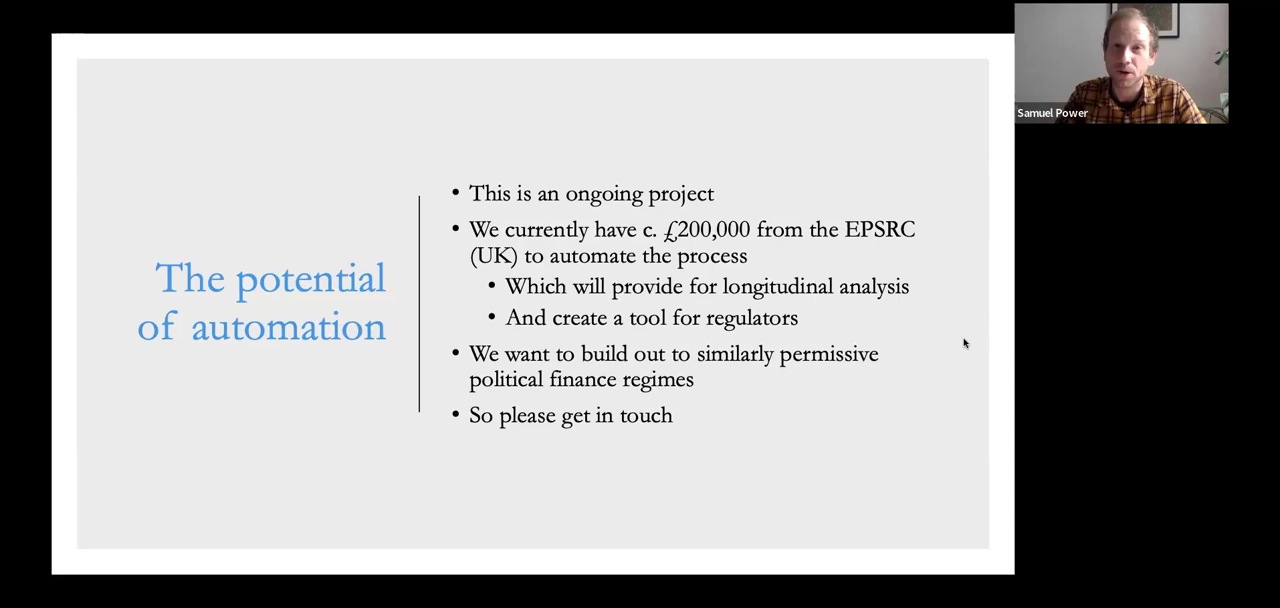 The potential
of automation
• This is an ongoing project
• We currently have c. £200,000 from the EPSRC
(UK) to automate the process
• Which will provide for longitudinal analysis
• And create a tool for regulators
• We want to build out to similarly permissive
political finance regimes
• So please get in touch
Samuel Power